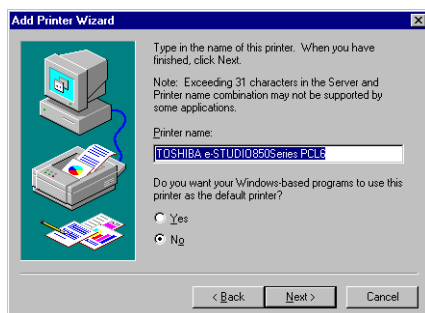 Add Printer Wizard
Type in the name of this printer. When you have
finished, click Next.
Note: Exceeding 31 characters in the Server and
Printer name combination may not be supported by
some applications.
Printer name:
TOSHIBA e-STUDIO850Series PCL6
Do you want your Windows-based programs to use this
printer as the default printer?
Yes
No
< Back
Next >
Cancel